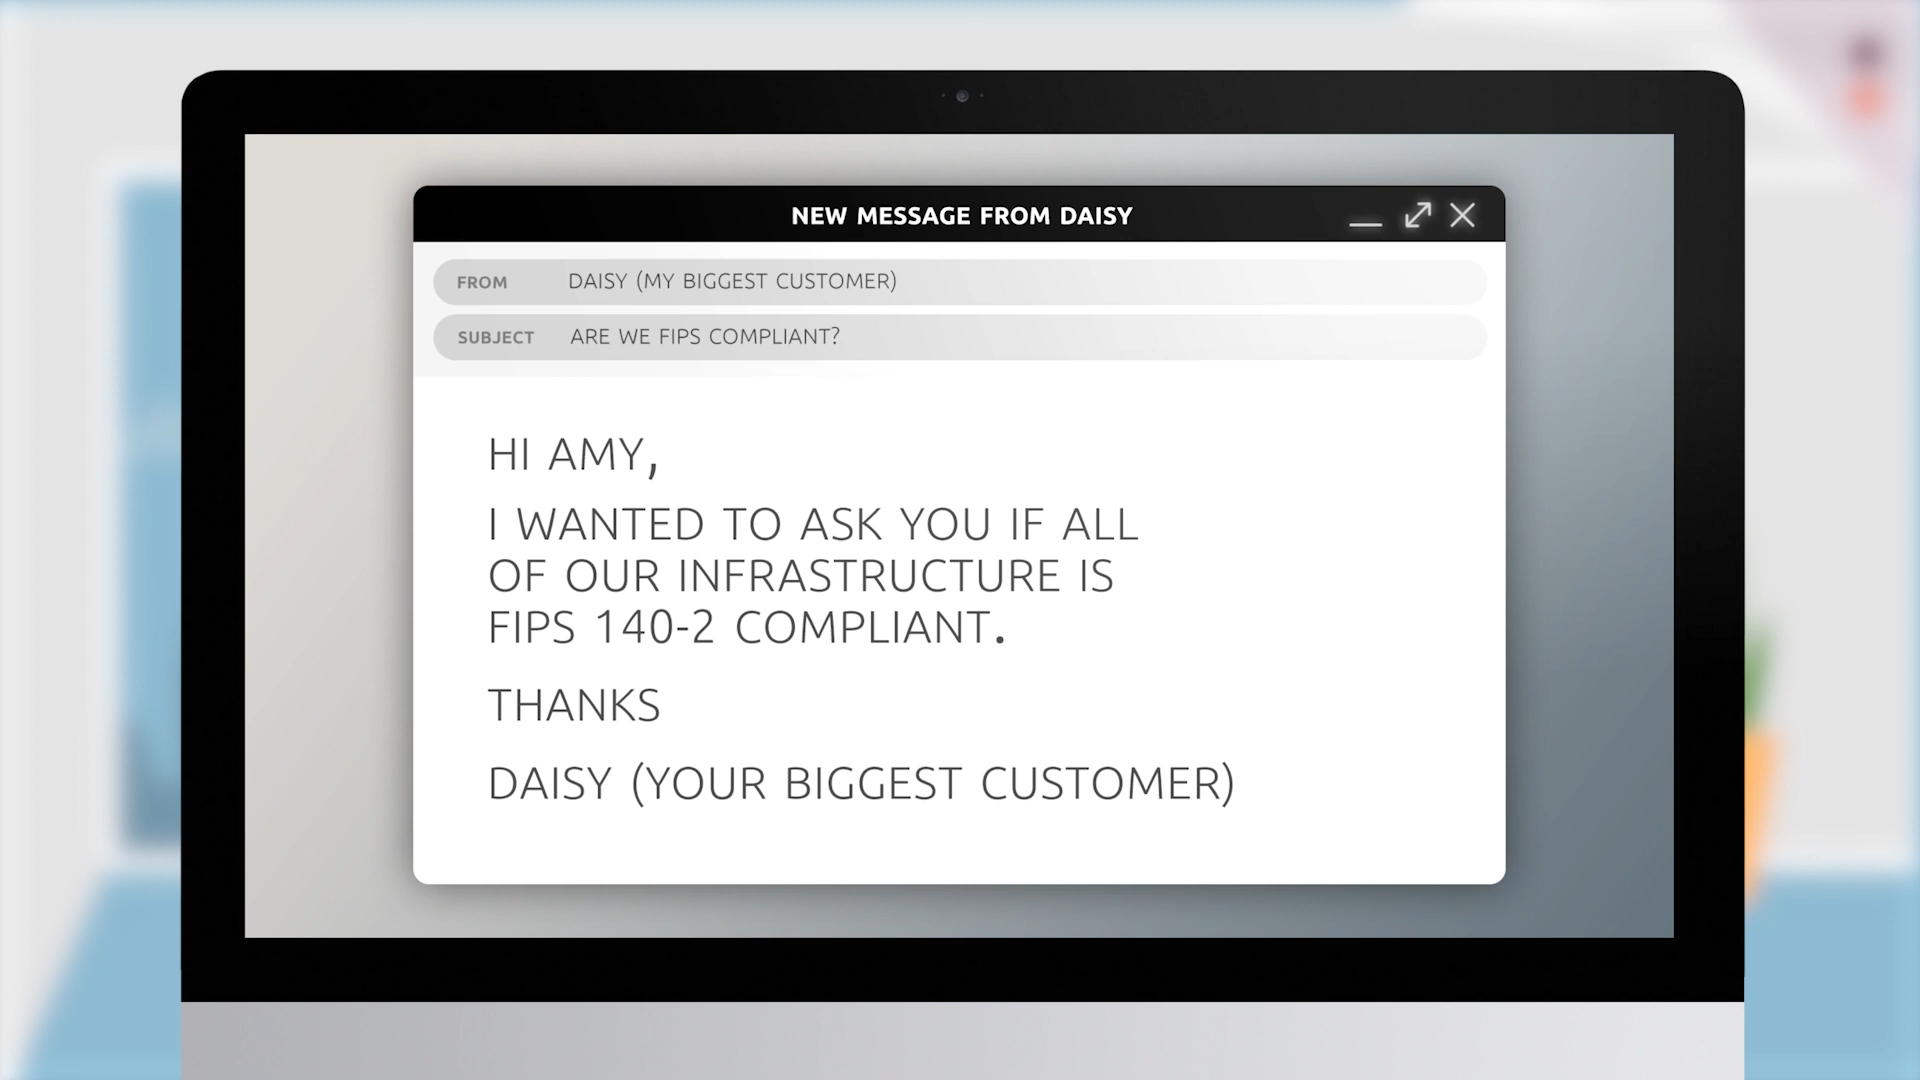 NEW MESSAGE FROM DAISY
FROM DAISY (MY BIGGEST CUSTOMER)
SUBJECT ARE WE FIPS COMPLIANT?
HI AMY,
I WANTED TO ASK YOU IF ALL
OF OUR INFRASTRUCTURE IS
FIPS 140-2 COMPLIANT.
THANKS
DAISY (YOUR BIGGEST CUSTOMER)